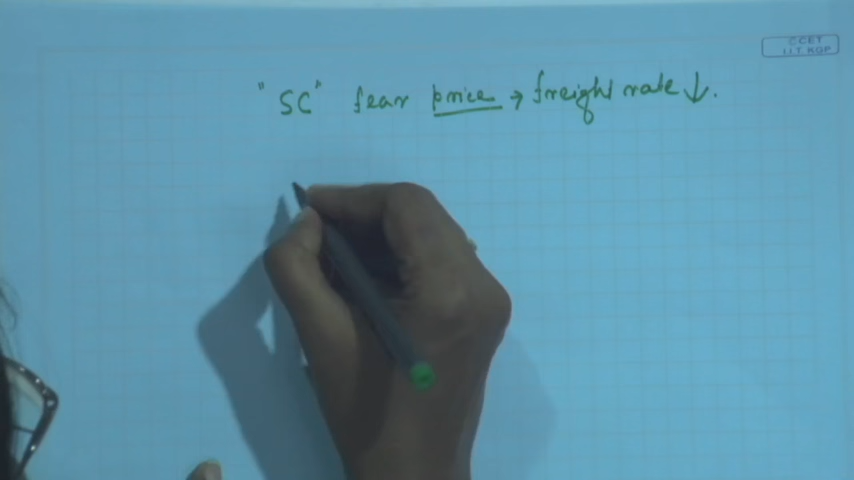 "SC" fear price → freight rate ↓.
CCET
I.I.T. KGP